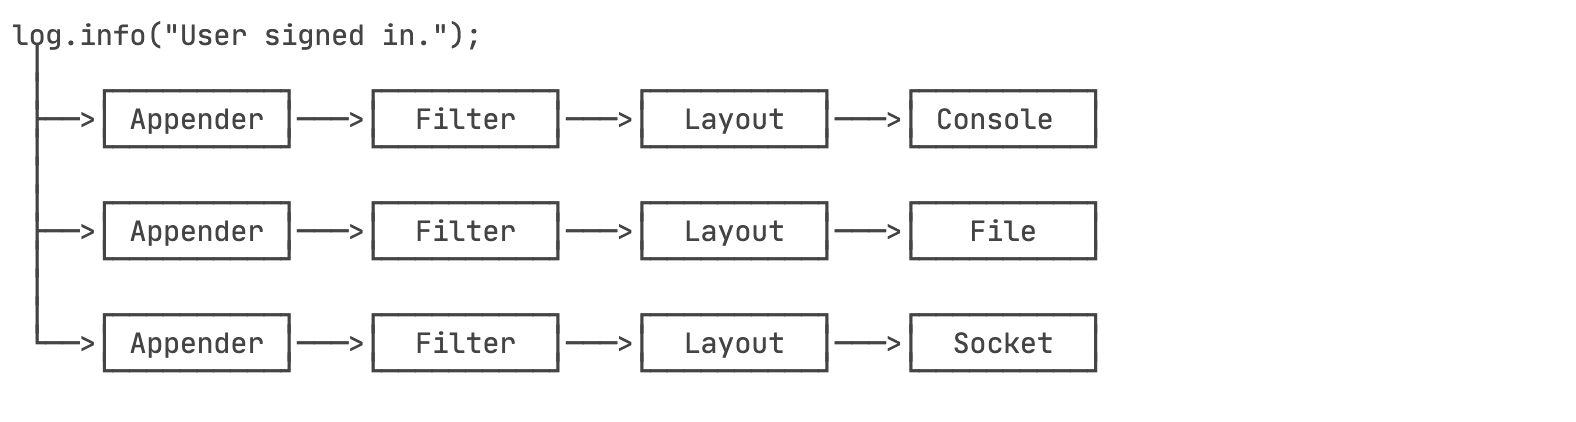 log.info("User signed in.");
Appender Filter Layout Console
Appender Filter Layout File
Appender Filter Layout Socket